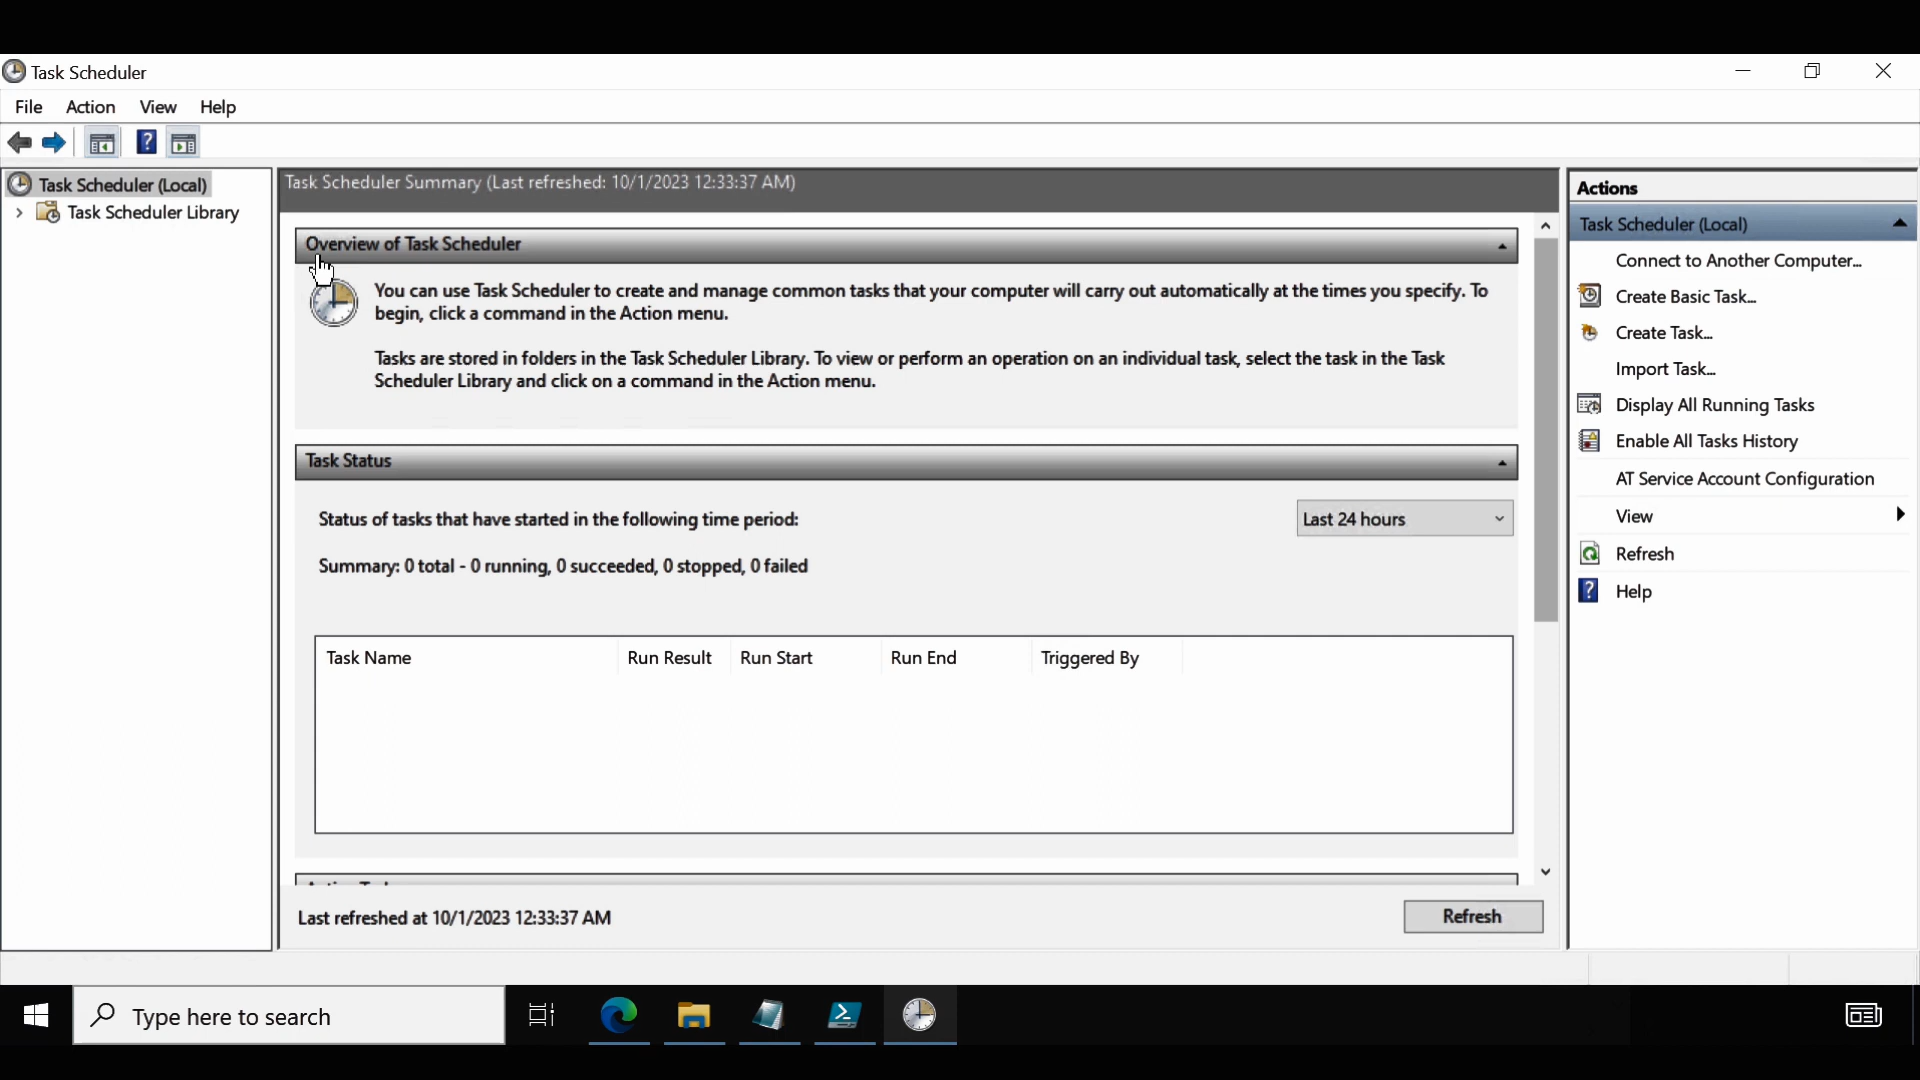 Task Scheduler
File Action View Help
Task Scheduler (Local)
Task Scheduler Library
Task Scheduler Summary (Last refreshed: 10/1/2023 12:33:37 AM)
Overview of Task Scheduler
You can use Task Scheduler to create and manage common tasks that your computer will carry out automatically at the times you specify. To
begin, click a command in the Action menu.
Tasks are stored in folders in the Task Scheduler Library. To view or perform an operation on an individual task, select the task in the Task
Scheduler Library and click on a command in the Action menu.
Task Status
Status of tasks that have started in the following time period:
Last 24 hours
Summary: 0 total - 0 running, 0 succeeded, 0 stopped, 0 failed
Task Name Run Result Run Start Run End Triggered By
Last refreshed at 10/1/2023 12:33:37 AM
Refresh
Actions
Task Scheduler (Local)
Connect to Another Computer...
Create Basic Task...
Create Task...
Import Task...
Display All Running Tasks
Enable All Tasks History
AT Service Account Configuration
View
Refresh
Help
Type here to search